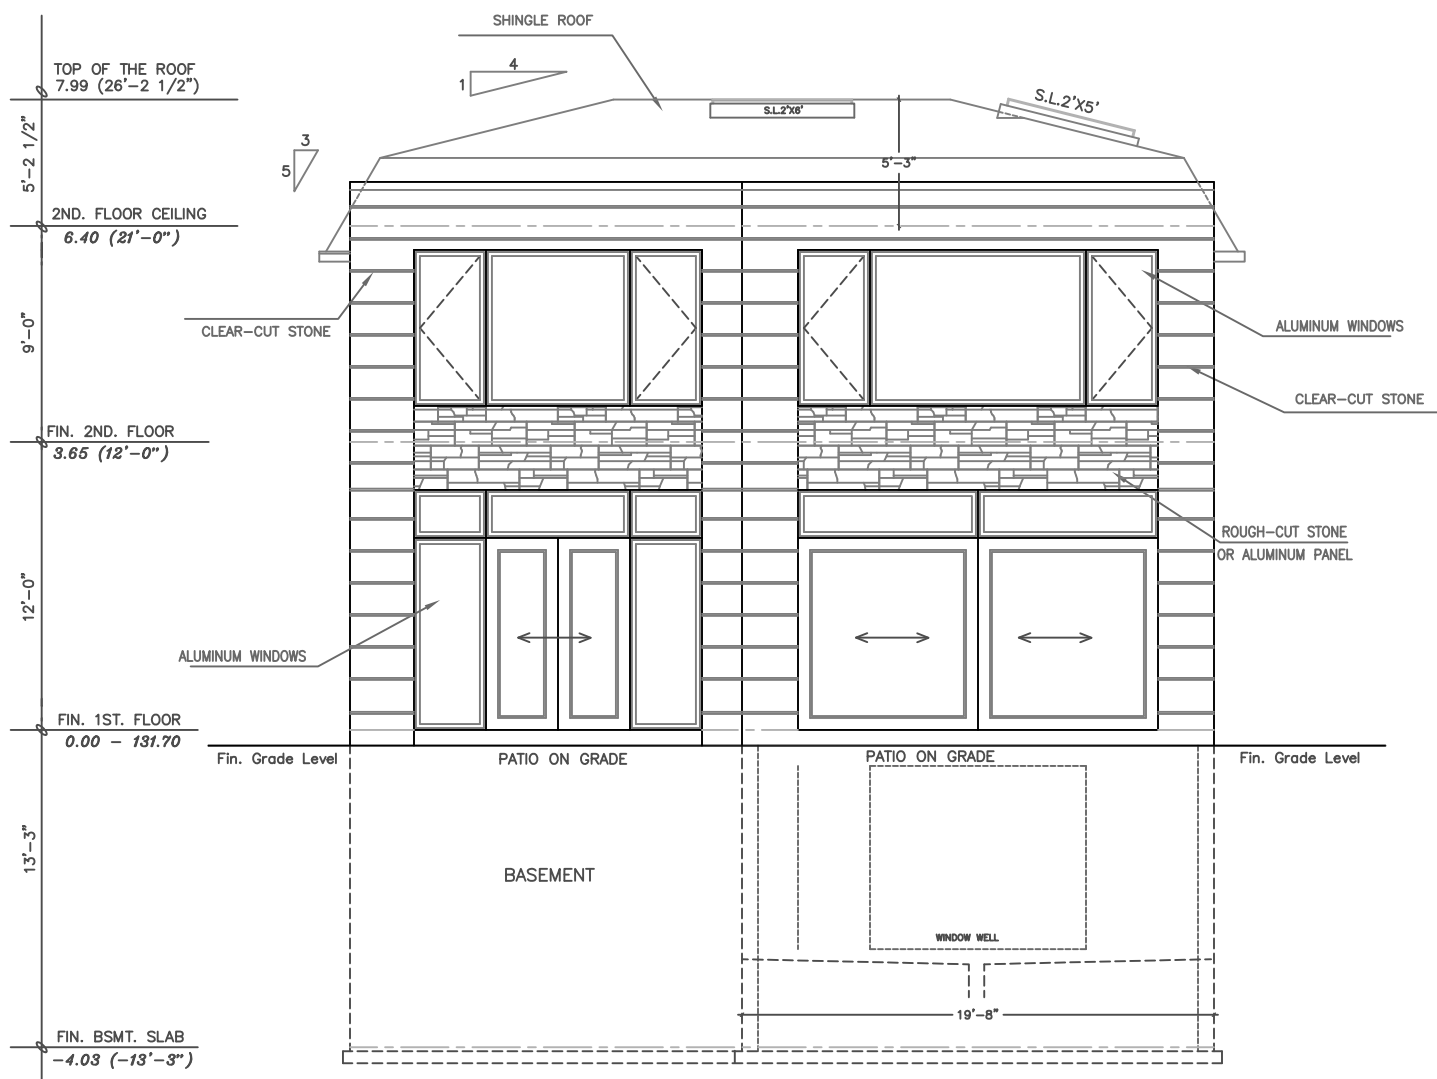 SHINGLE ROOF
TOP OF THE ROOF
7.99 (26'-2 1/2")
4
1
S.L.2'X6'
S.L.2'X5'
3
5
5'-2 1/2"
5'-3"
2ND. FLOOR CEILING
6.40 (21'-0")
CLEAR-CUT STONE
ALUMINUM WINDOWS
9'-0"
CLEAR-CUT STONE
FIN. 2ND. FLOOR
3.65 (12'-0")
ROUGH-CUT STONE
OR ALUMINUM PANEL
12'-0"
ALUMINUM WINDOWS
FIN. 1ST. FLOOR
0.00 - 131.70
Fin. Grade Level
PATIO ON GRADE
PATIO ON GRADE
Fin. Grade Level
13'-3"
BASEMENT
WINDOW WELL
19'-8"
FIN. BSMT. SLAB
-4.03 (-13'-3")